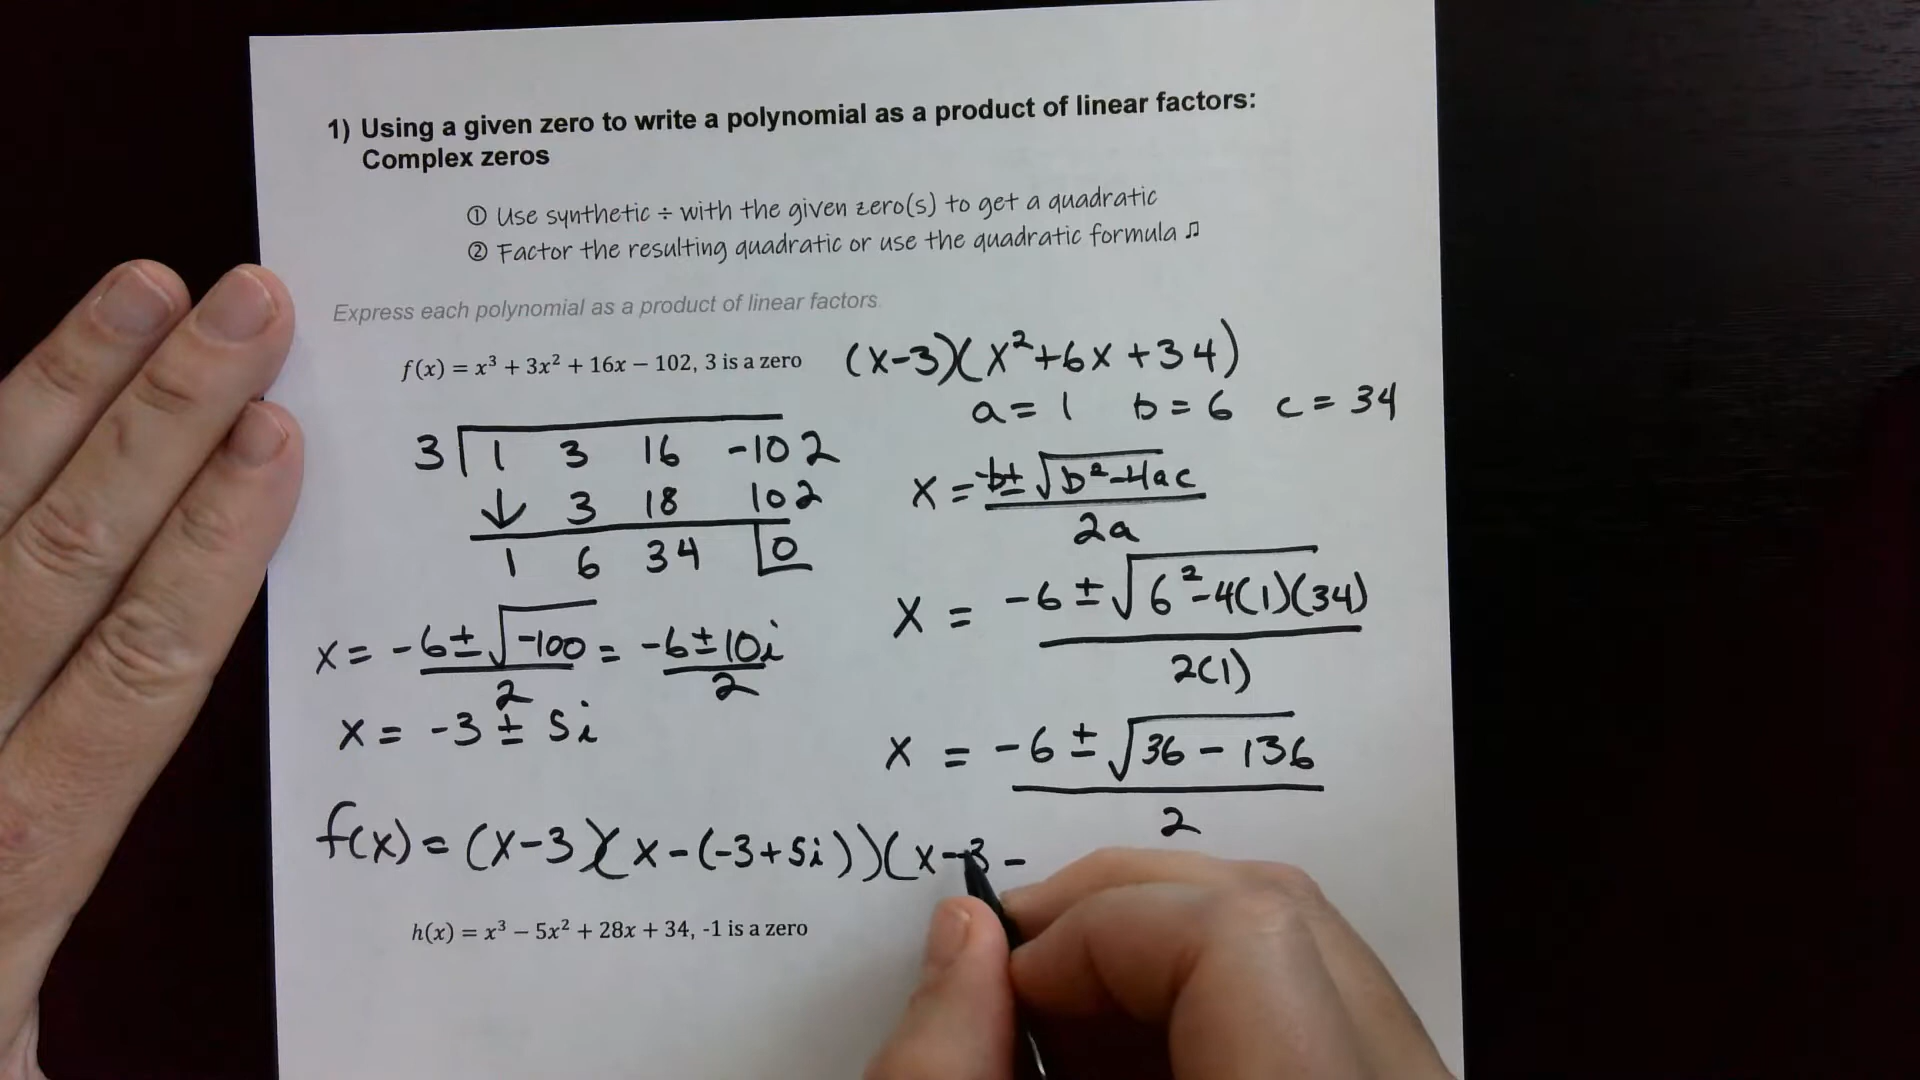 1) Using a given zero to write a polynomial as a product of linear factors:
Complex zeros
① Use synthetic ÷ with the given zero(s) to get a quadratic
② Factor the resulting quadratic or use the quadratic formula ♫
Express each polynomial as a product of linear factors
f(x) = x³ + 3x² + 16x − 102, 3 is a zero
(x-3)(x²+6x+34)
a = 1 b = 6 c = 34
3 1 3 16 -102
↓ 3 18 102
1 6 34 0
x = -b±√b²-4ac
2a
x = -6 ± √6²-4(1)(34)
2(1)
x = -6±√-100 = -6±10i
2 2
x = -3 ± 5i
x = -6 ± √36 - 136
2
f(x) = (x-3)(x-(-3+5i))(x-3 -
h(x) = x³ − 5x² + 28x + 34, -1 is a zero